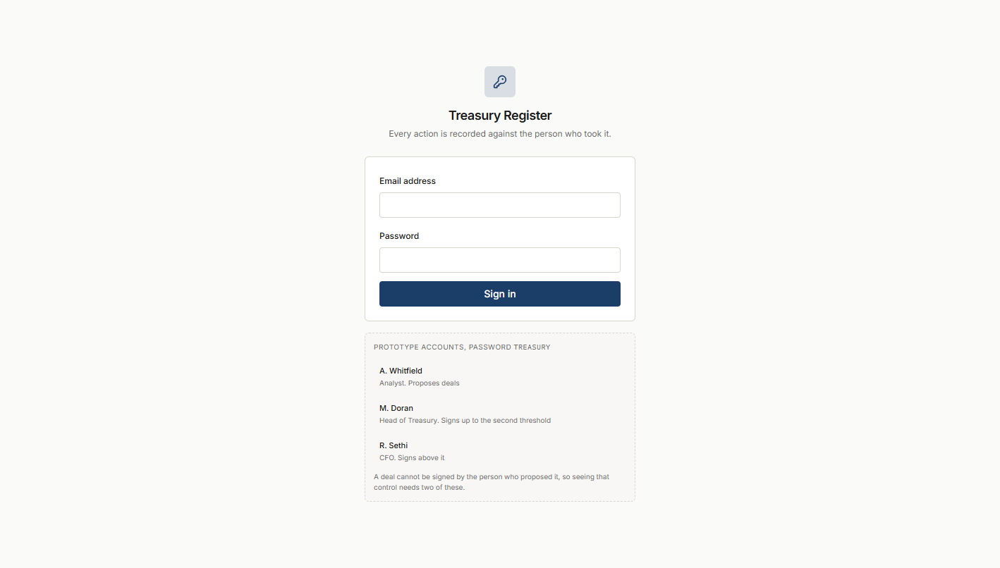 Treasury Register
Every action is recorded against the person who took it.
Email address
Password
Sign in
PROTOTYPE ACCOUNTS, PASSWORD TREASURY
A. Whitfield
Analyst. Proposes deals
M. Doran
Head of Treasury. Signs up to the second threshold
R. Sethi
CFO. Signs above it
A deal cannot be signed by the person who proposed it, so seeing that
control needs two of these.